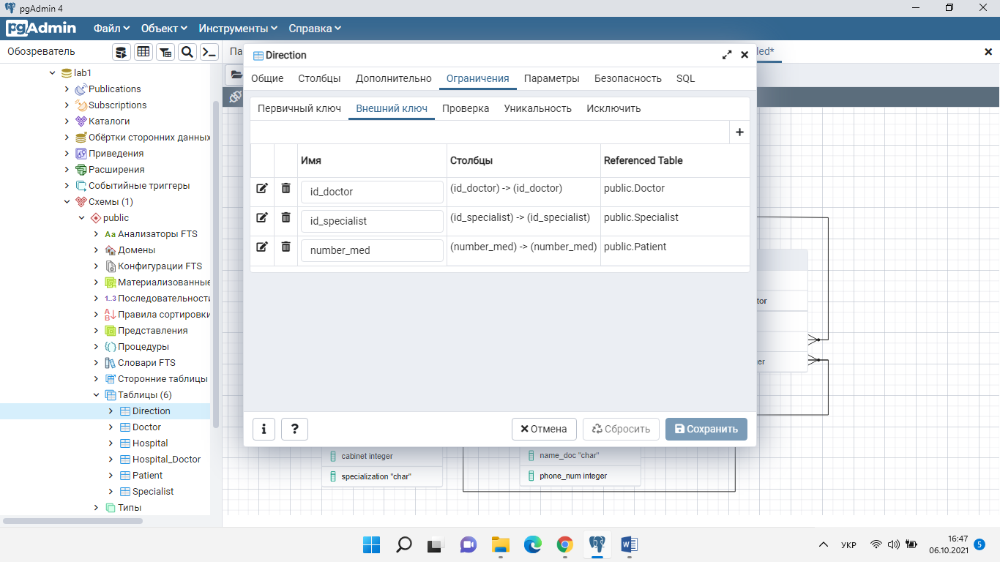 pgAdmin 4
pgAdmin Файл Объект Инструменты Справка
Обозреватель
lab1
Publications
Subscriptions
Каталоги
Обёртки сторонних данных
Приведения
Расширения
Событийные триггеры
Схемы (1)
public
Aa Анализаторы FTS
Домены
Конфигурации FTS
Материализованные
1..3 Последовательности
Правила сортировки
Представления
Процедуры
Словари FTS
Сторонние таблицы
Таблицы (6)
Direction
Doctor
Hospital
Hospital_Doctor
Patient
Specialist
Типы
Па
led*
Direction
Общие Столбцы Дополнительно Ограничения Параметры Безопасность SQL
Первичный ключ Внешний ключ Проверка Уникальность Исключить
Имя Столбцы Referenced Table
id_doctor (id_doctor) -> (id_doctor) public.Doctor
id_specialist (id_specialist) -> (id_specialist) public.Specialist
number_med (number_med) -> (number_med) public.Patient
Отмена Сбросить Сохранить
tor
er
cabinet integer
specialization "char"
name_doc "char"
phone_num integer
УКР
16:47
06.10.2021
5